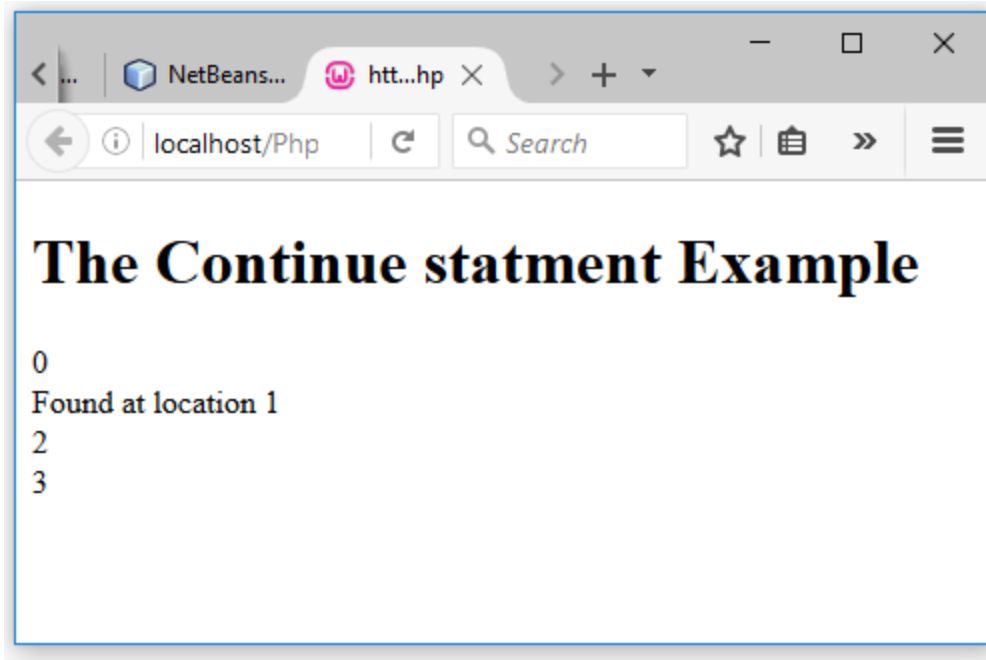 ...
NetBeans...
htt...hp
localhost/Php
Search
The Continue statment Example
0
Found at location 1
2
3